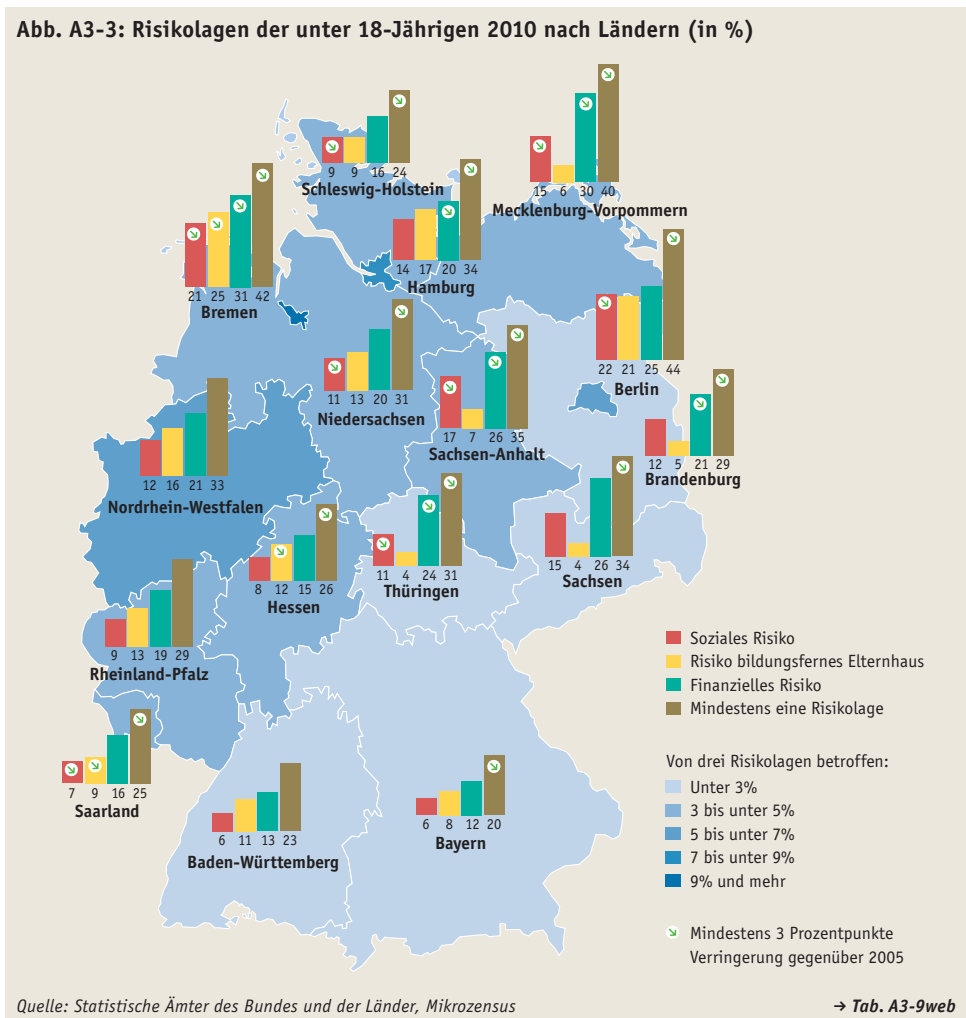 Abb. A3-3: Risikolagen der unter 18-Jährigen 2010 nach Ländern (in %)
9 9 16 24
Schleswig-Holstein
15 6 30 40
Mecklenburg-Vorpommern
14 17 20 34
Hamburg
21 25 31 42
Bremen
22 21 25 44
Berlin
11 13 20 31
Niedersachsen
17 7 26 35
Sachsen-Anhalt
12 5 21 29
Brandenburg
12 16 21 33
Nordrhein-Westfalen
8 12 15 26
Hessen
11 4 24 31
Thüringen
15 4 26 34
Sachsen
9 13 19 29
Rheinland-Pfalz
7 9 16 25
Saarland
6 11 13 23
Baden-Württemberg
6 8 12 20
Bayern
Soziales Risiko
Risiko bildungsfernes Elternhaus
Finanzielles Risiko
Mindestens eine Risikolage
Von drei Risikolagen betroffen:
Unter 3%
3 bis unter 5%
5 bis unter 7%
7 bis unter 9%
9% und mehr
Mindestens 3 Prozentpunkte
Verringerung gegenüber 2005
Quelle: Statistische Ämter des Bundes und der Länder, Mikrozensus
→ Tab. A3-9web